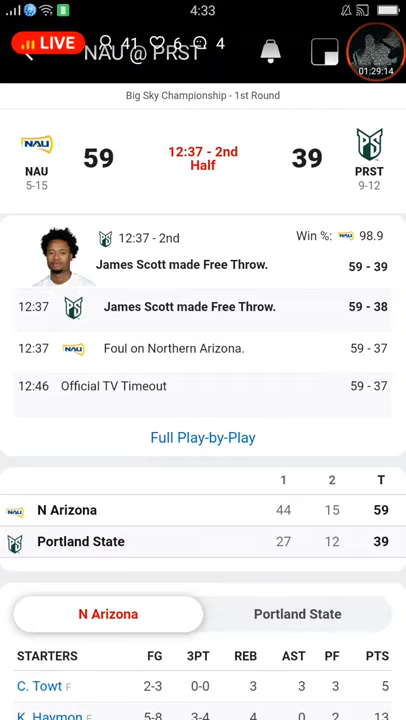 4:33
LIVE 41 6 4
NAU @ PRST
01:29:14
Big Sky Championship - 1st Round
NAU
5-15
59
12:37 - 2nd
Half
39
PRST
9-12
12:37 - 2nd
Win %: NAU 98.9
James Scott made Free Throw. 59 - 39
12:37 James Scott made Free Throw. 59 - 38
12:37 NAU Foul on Northern Arizona. 59 - 37
12:46 Official TV Timeout 59 - 37
Full Play-by-Play
1 2 T
NAU N Arizona 44 15 59
Portland State 27 12 39
N Arizona Portland State
STARTERS FG 3PT REB AST PF PTS
C. Towt F 2-3 0-0 3 3 3 5
K. Haymon F 5-8 3-4 4 0 2 13